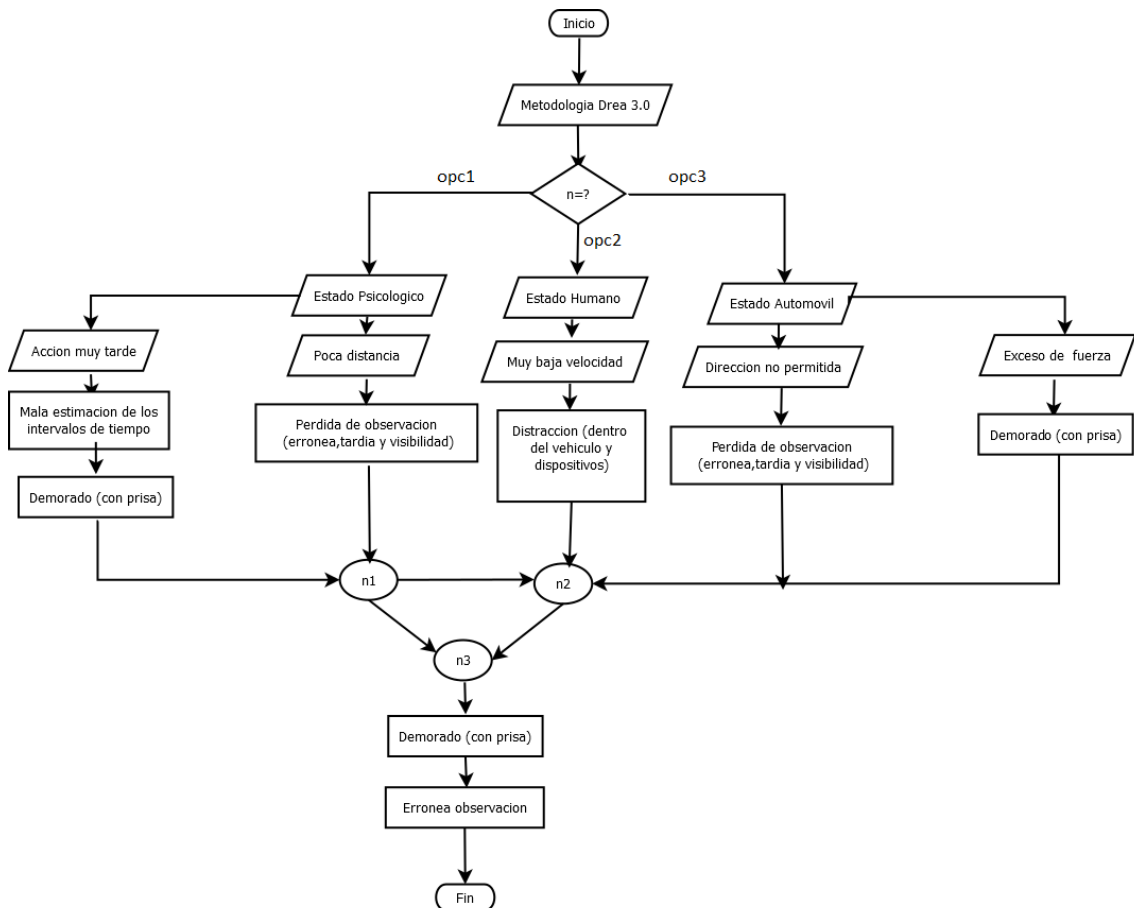 Inicio
Metodologia Drea 3.0
opc1
n=?
opc3
opc2
Estado Psicologico
Estado Humano
Estado Automovil
Accion muy tarde
Poca distancia
Muy baja velocidad
Direccion no permitida
Exceso de fuerza
Mala estimacion de los
intervalos de tiempo
Perdida de observacion
(erronea,tardia y visibilidad)
Distraccion (dentro
del vehiculo y
dispositivos)
Perdida de observacion
(erronea,tardia y visibilidad)
Demorado (con prisa)
Demorado (con prisa)
n1
n2
n3
Demorado (con prisa)
Erronea observacion
Fin